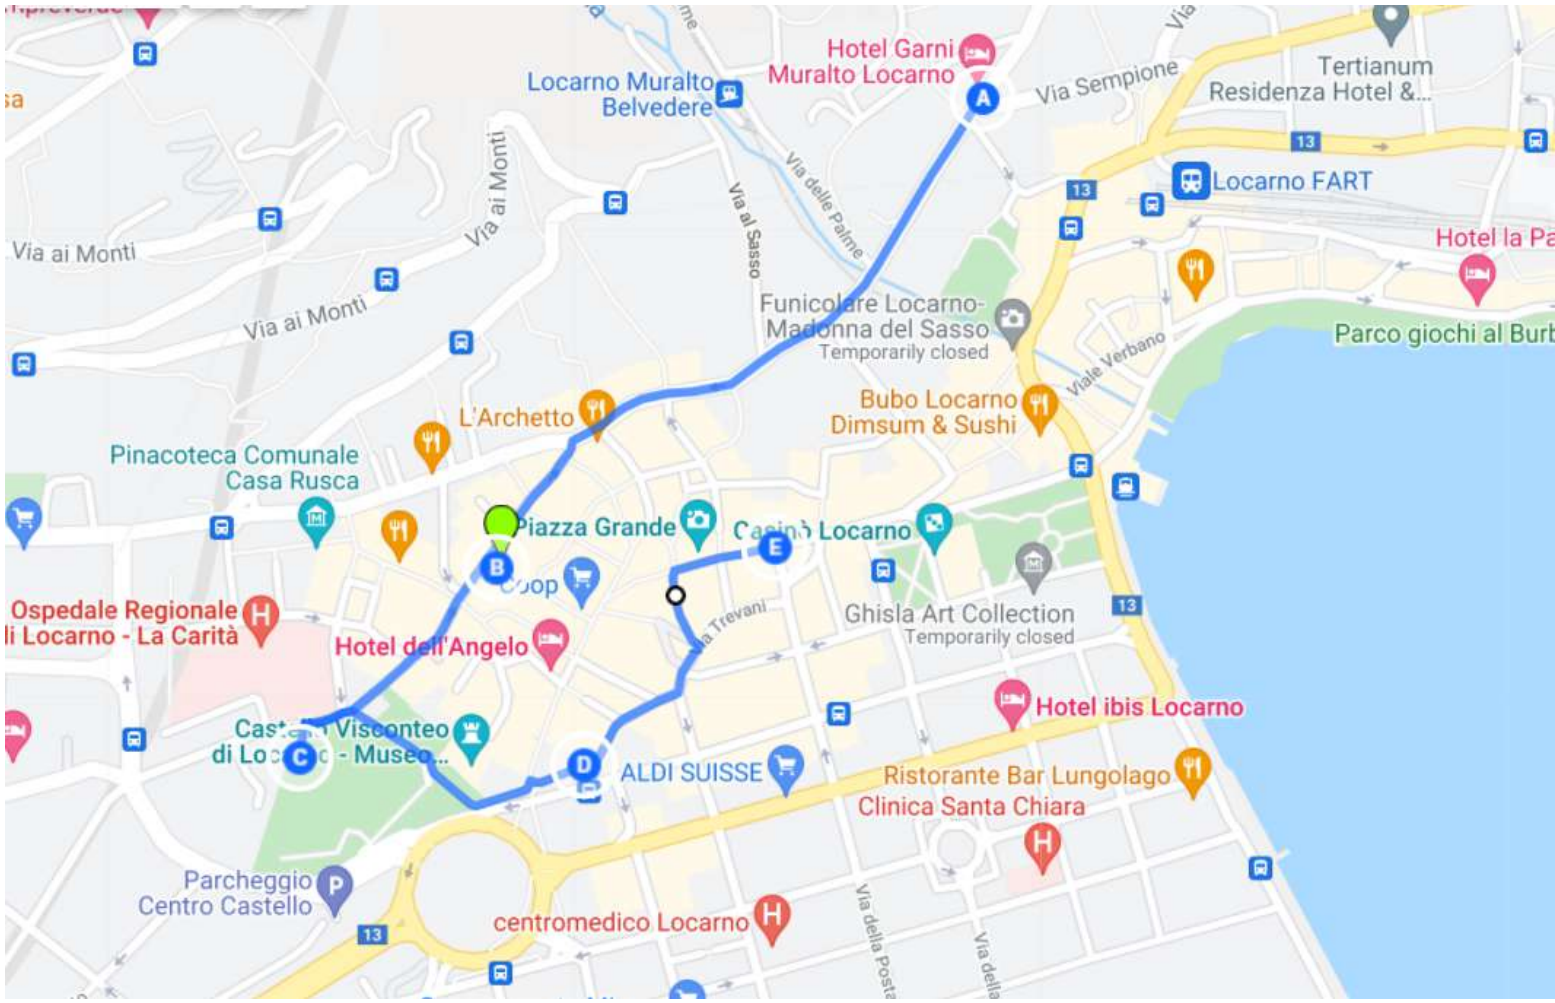 Hotel Garni
Muralto Locarno
A
Via Sempione
Tertianum
Residenza Hotel &...
Locarno Muralto
Belvedere
13
13
Locarno FART
Via ai Monti
Via al Sasso
Via delle Palme
Via ai Monti
Hotel la Pa
Via ai Monti
Funicolare Locarno-
Madonna del Sasso
Temporarily closed
Parco giochi al Burb
Viale Verbano
L'Archetto
Bubo Locarno
Dimsum & Sushi
Pinacoteca Comunale
Casa Rusca
M
Piazza Grande
Casinò Locarno
E
B
Coop
M
Ospedale Regionale
di Locarno - La Carità
H
Via Trevani
Ghisla Art Collection
Temporarily closed
13
Hotel dell'Angelo
Hotel ibis Locarno
Castello Visconteo
di Locarno - Museo...
C
D
ALDI SUISSE
Ristorante Bar Lungolago
Clinica Santa Chiara
H
Parcheggio
Centro Castello
P
13
centromedico Locarno
H
Via della Posta
Via della